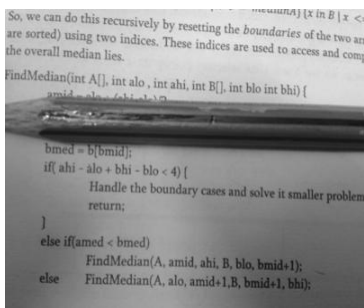 {x in B | x <
So, we can do this recursively by resetting the boundaries of the two
are sorted) using two indices. These indices are used to access and
the overall median lies.
FindMedian(int A[], int alo , int ahi, int B[], int blo int bhi) {
bmed = b[bmid];
if( ahi - alo + bhi - blo < 4) {
Handle the boundary cases and solve it smaller problem
return;
}
else if(amed < bmed)
FindMedian(A, amid, ahi, B, blo, bmid+1);
else FindMedian(A, alo, amid+1,B, bmid+1, bhi);